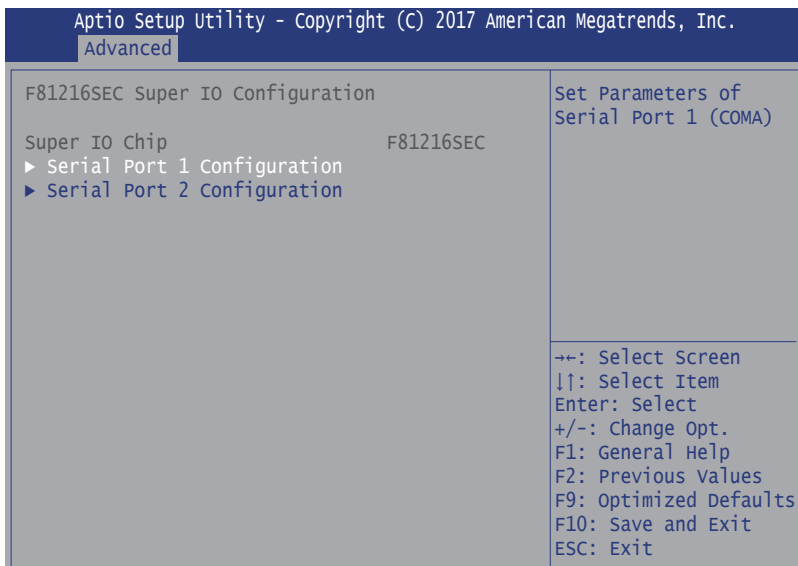 Aptio Setup Utility - Copyright (C) 2017 American Megatrends, Inc.
Advanced
F81216SEC Super IO Configuration
Super IO Chip F81216SEC
▶ Serial Port 1 Configuration
▶ Serial Port 2 Configuration
Set Parameters of
Serial Port 1 (COMA)
→←: Select Screen
↓↑: Select Item
Enter: Select
+/-: Change Opt.
F1: General Help
F2: Previous Values
F9: Optimized Defaults
F10: Save and Exit
ESC: Exit